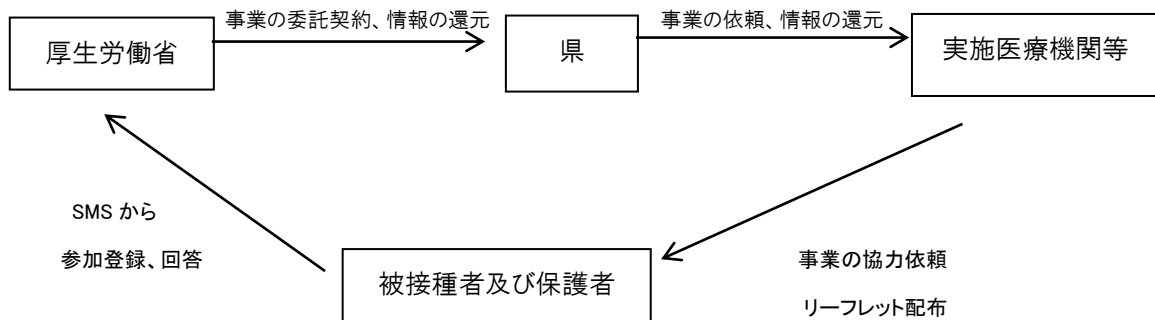 事業の委託契約、情報の還元
事業の依頼、情報の還元
厚生労働省
県
実施医療機関等
SMS から
参加登録、回答
被接種者及び保護者
事業の協力依頼
リーフレット配布